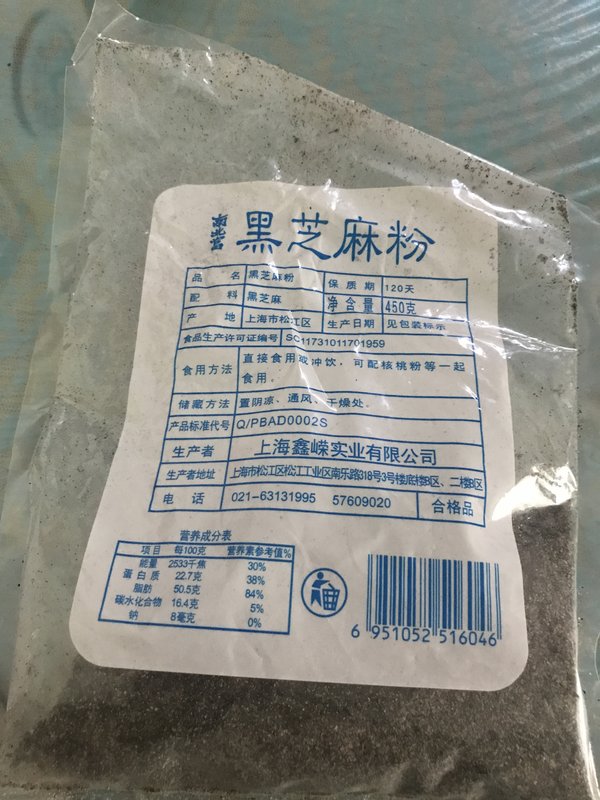 南北富 黑芝麻粉
品 名 黑芝麻粉 保 质 期 120天
配 料 黑芝麻 净 含 量 450克
产 地 上海市松江区 生产日期 见包装标示
食品生产许可证编号 SC11731011701959
食用方法 直接食用或冲饮，可配核桃粉等一起
食用。
储藏方法 置阴凉、通风、干燥处。
产品标准代号 Q/PBAD0002S
生产者 上海鑫嵘实业有限公司
生产者地址 上海市松江区松江工业区南乐路318号3号楼底楼B区、二楼B区
电 话 021-63131995 57609020 合格品
营养成分表
项目 每100克 营养素参考值%
能量 2533千焦 30%
蛋白质 22.7克 38%
脂肪 50.5克 84%
碳水化合物 16.4克 5%
钠 8毫克 0%
6 951052 516046